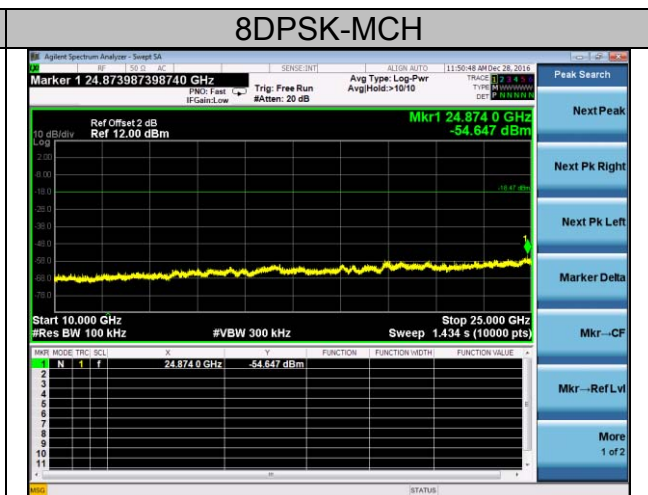 8DPSK-MCH
Agilent Spectrum Analyzer - Swept SA
RF 50 Ω AC SENSE:INT ALIGN AUTO 11:50:48 AM Dec 28, 2016
Marker 1 24.873987398740 GHz
PNO: Fast
IFGain:Low
Trig: Free Run
#Atten: 20 dB
Avg Type: Log-Pwr
Avg|Hold:>10/10
TRACE 1 2 3 4 5 6
TYPE M WWWWW
DET P NNNNN
Peak Search
Next Peak
Next Pk Right
Next Pk Left
Marker Delta
Mkr→CF
Mkr→Ref Lvl
More
1 of 2
Ref Offset 2 dB
10 dB/div Ref 12.00 dBm
Log
Mkr1 24.874 0 GHz
-54.647 dBm
2.00
-8.00
-18.0
-28.0
-38.0
-48.0
-58.0
-68.0
-78.0
1
Start 10.000 GHz Stop 25.000 GHz
#Res BW 100 kHz #VBW 300 kHz Sweep 1.434 s (10000 pts)
MKR MODE TRC SCL X Y FUNCTION FUNCTION WIDTH FUNCTION VALUE
1 N 1 f 24.874 0 GHz -54.647 dBm
2
3
4
5
6
7
8
9
10
11
MSG STATUS